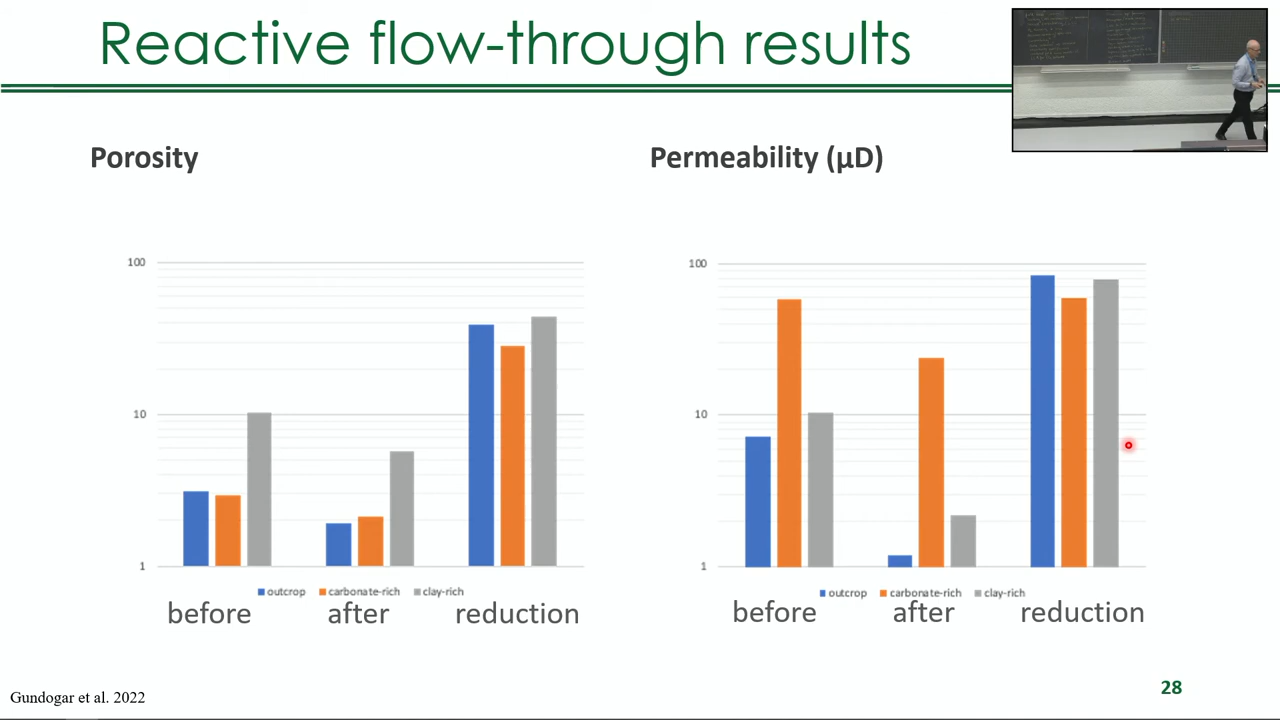 Reactive flow-through results
Porosity
100
10
1
outcrop carbonate-rich clay-rich
before after reduction
Permeability (µD)
100
10
1
outcrop carbonate-rich clay-rich
before after reduction
Gundogar et al. 2022
28